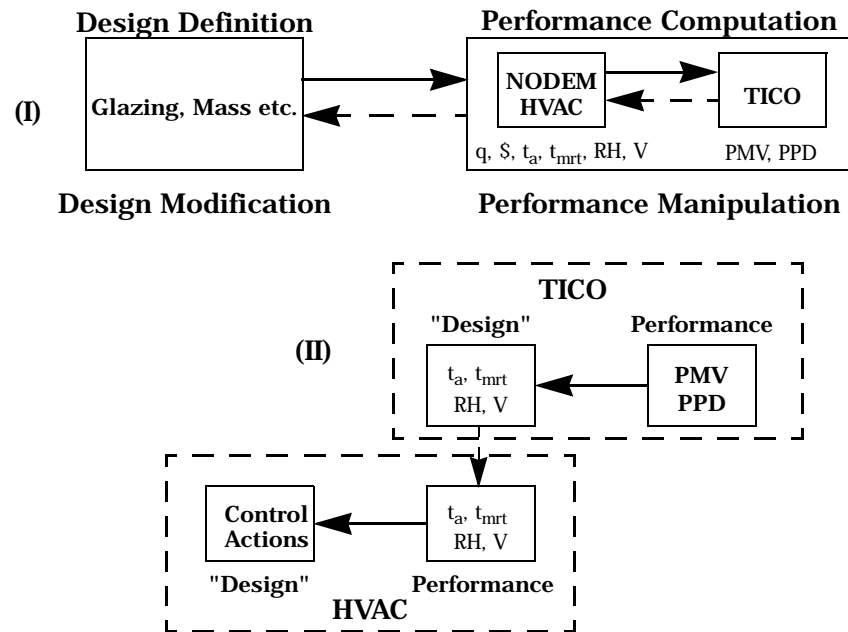 Design Definition
Performance Computation
(I)
Glazing, Mass etc.
NODEM
HVAC
TICO
q, $, tₐ, tₘᵣₜ, RH, V
PMV, PPD
Design Modification
Performance Manipulation
TICO
(II)
"Design"
Performance
tₐ, tₘᵣₜ
RH, V
PMV
PPD
Control
Actions
tₐ, tₘᵣₜ
RH, V
"Design"
Performance
HVAC